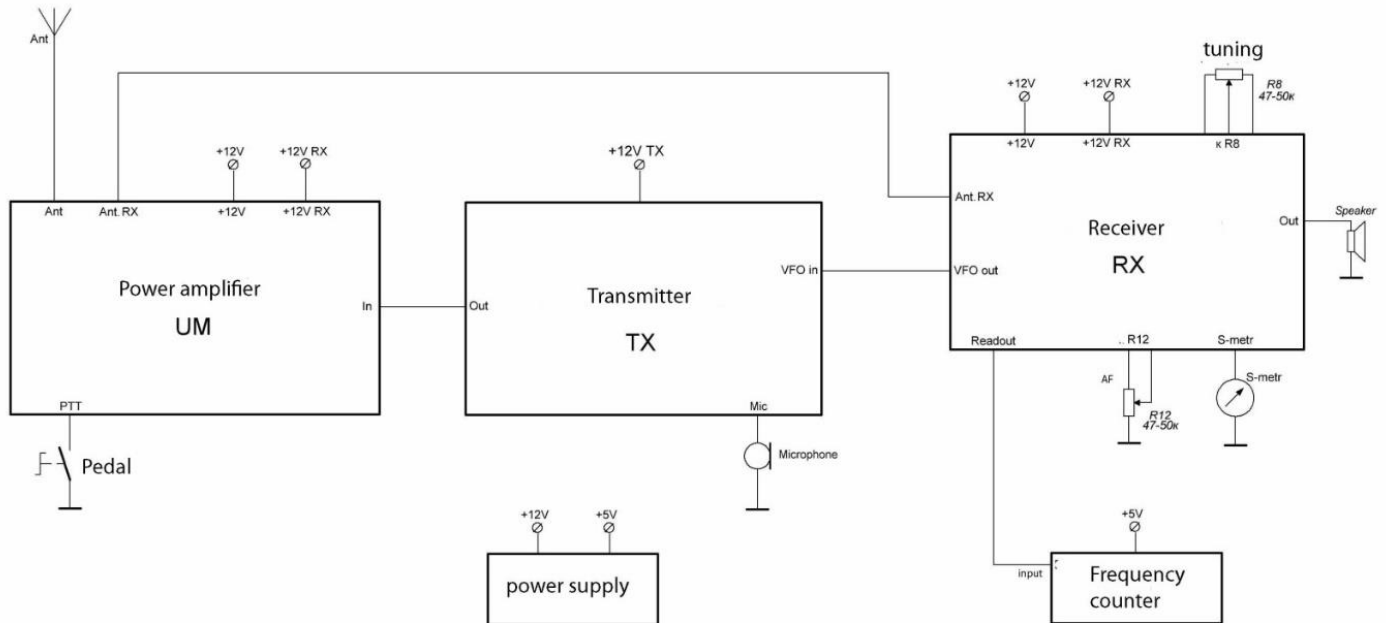 Ant
tuning
R8
47-50к
+12V
+12V RX
+12V
+12V RX
к R8
+12V
+12V RX
+12V TX
Ant
Ant.RX
+12V
+12V RX
Ant.RX
Receiver
RX
Out
Speaker
Power amplifier
UM
In
Out
Transmitter
TX
VFO in
VFO out
Readout
.. R12
S-metr
AF
R12
47-50к
S-metr
PTT
Pedal
Mic
Microphone
+12V
+5V
power supply
+5V
input
Frequency
counter